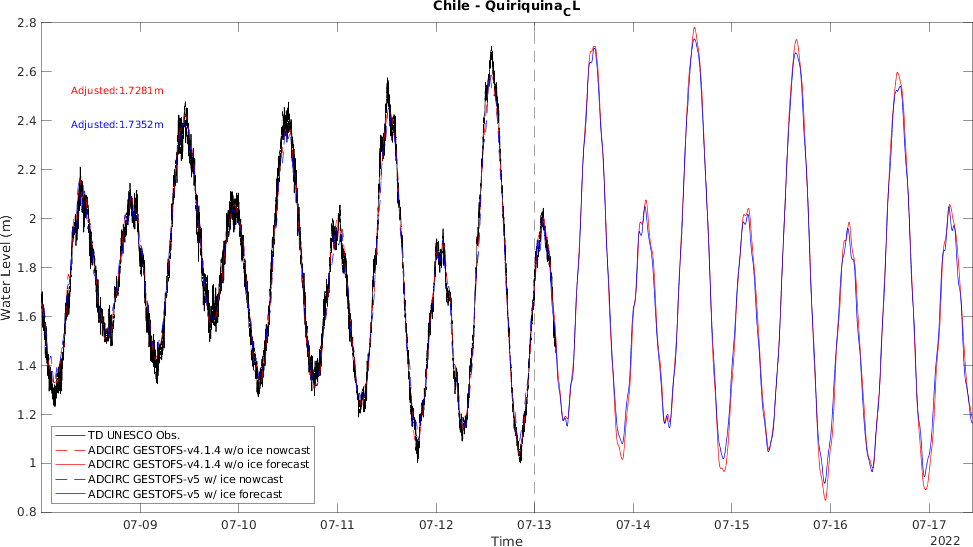 Chile - Quiriquina_CL
2.8
2.6
2.4
2.2
2
1.8
1.6
1.4
1.2
1
0.8
Water Level (m)
Adjusted:1.7281m
Adjusted:1.7352m
TD UNESCO Obs.
ADCIRC GESTOFS-v4.1.4 w/o ice nowcast
ADCIRC GESTOFS-v4.1.4 w/o ice forecast
ADCIRC GESTOFS-v5 w/ ice nowcast
ADCIRC GESTOFS-v5 w/ ice forecast
07-09 07-10 07-11 07-12 07-13 07-14 07-15 07-16 07-17
Time
2022